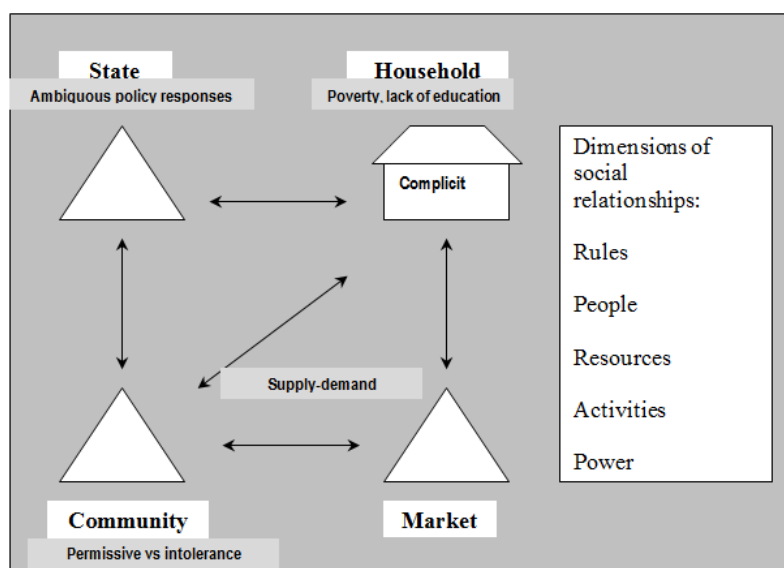 State
Ambiquous policy responses
Household
Poverty, lack of education
Complicit
Dimensions of
social
relationships:
Rules
People
Resources
Activities
Power
Supply-demand
Community
Permissive vs intolerance
Market